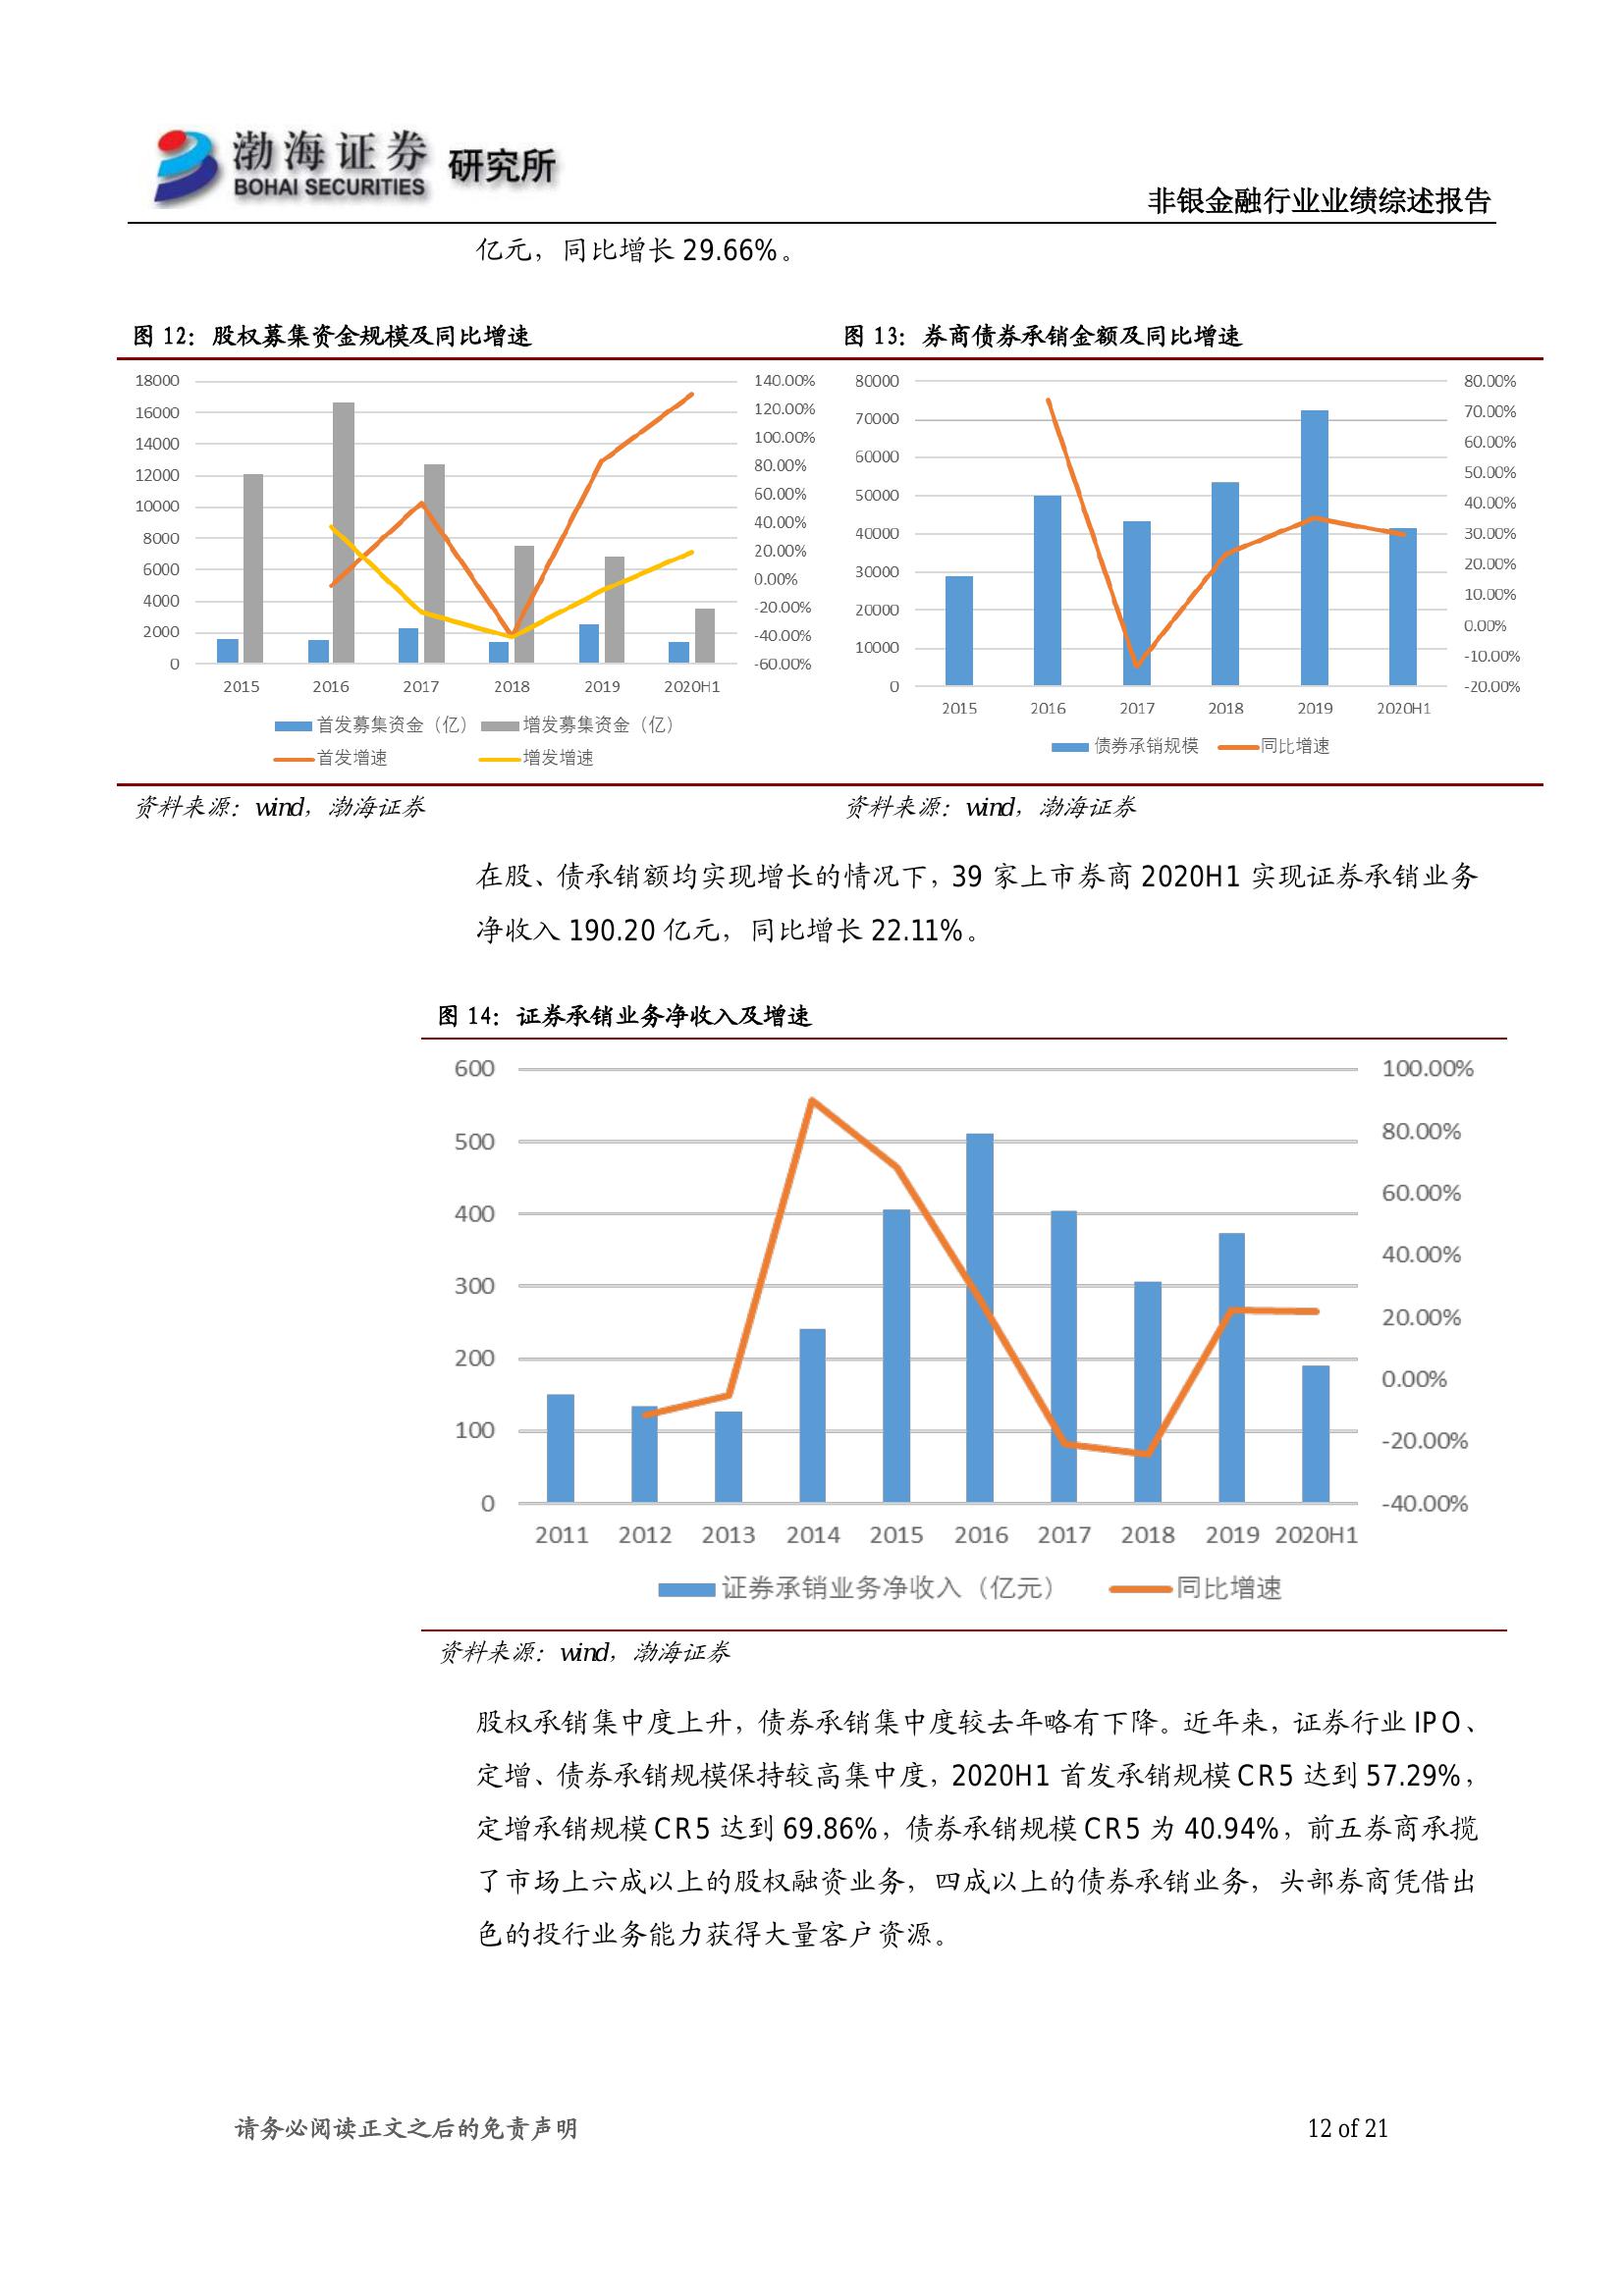 渤海证券 研究所
BOHAI SECURITIES
非银金融行业业绩综述报告
亿元，同比增长 29.66%。
图 12：股权募集资金规模及同比增速
18000
16000
14000
12000
10000
8000
6000
4000
2000
0
140.00%
120.00%
100.00%
80.00%
60.00%
40.00%
20.00%
0.00%
-20.00%
-40.00%
-60.00%
2015 2016 2017 2018 2019 2020H1
首发募集资金（亿） 增发募集资金（亿）
首发增速 增发增速
资料来源：wind，渤海证券
图 13：券商债券承销金额及同比增速
80000
70000
60000
50000
40000
30000
20000
10000
0
80.00%
70.00%
60.00%
50.00%
40.00%
30.00%
20.00%
10.00%
0.00%
-10.00%
-20.00%
2015 2016 2017 2018 2019 2020H1
债券承销规模 同比增速
资料来源：wind，渤海证券
在股、债承销额均实现增长的情况下，39 家上市券商 2020H1 实现证券承销业务
净收入 190.20 亿元，同比增长 22.11%。
图 14：证券承销业务净收入及增速
600
500
400
300
200
100
0
100.00%
80.00%
60.00%
40.00%
20.00%
0.00%
-20.00%
-40.00%
2011 2012 2013 2014 2015 2016 2017 2018 2019 2020H1
证券承销业务净收入（亿元） 同比增速
资料来源：wind，渤海证券
股权承销集中度上升，债券承销集中度较去年略有下降。近年来，证券行业 IPO、
定增、债券承销规模保持较高集中度，2020H1 首发承销规模 CR5 达到 57.29%，
定增承销规模 CR5 达到 69.86%，债券承销规模 CR5 为 40.94%，前五券商承揽
了市场上六成以上的股权融资业务，四成以上的债券承销业务，头部券商凭借出
色的投行业务能力获得大量客户资源。
请务必阅读正文之后的免责声明
12 of 21